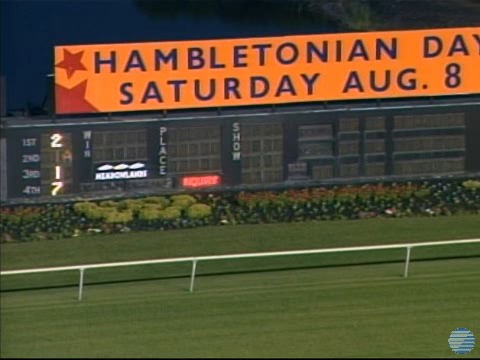 HAMBLETONIAN DAY
SATURDAY AUG. 8
1ST 2
2ND
3RD 1
4TH 7
WIN
PLACE
SHOW
MEADOWLANDS
INQUIRY